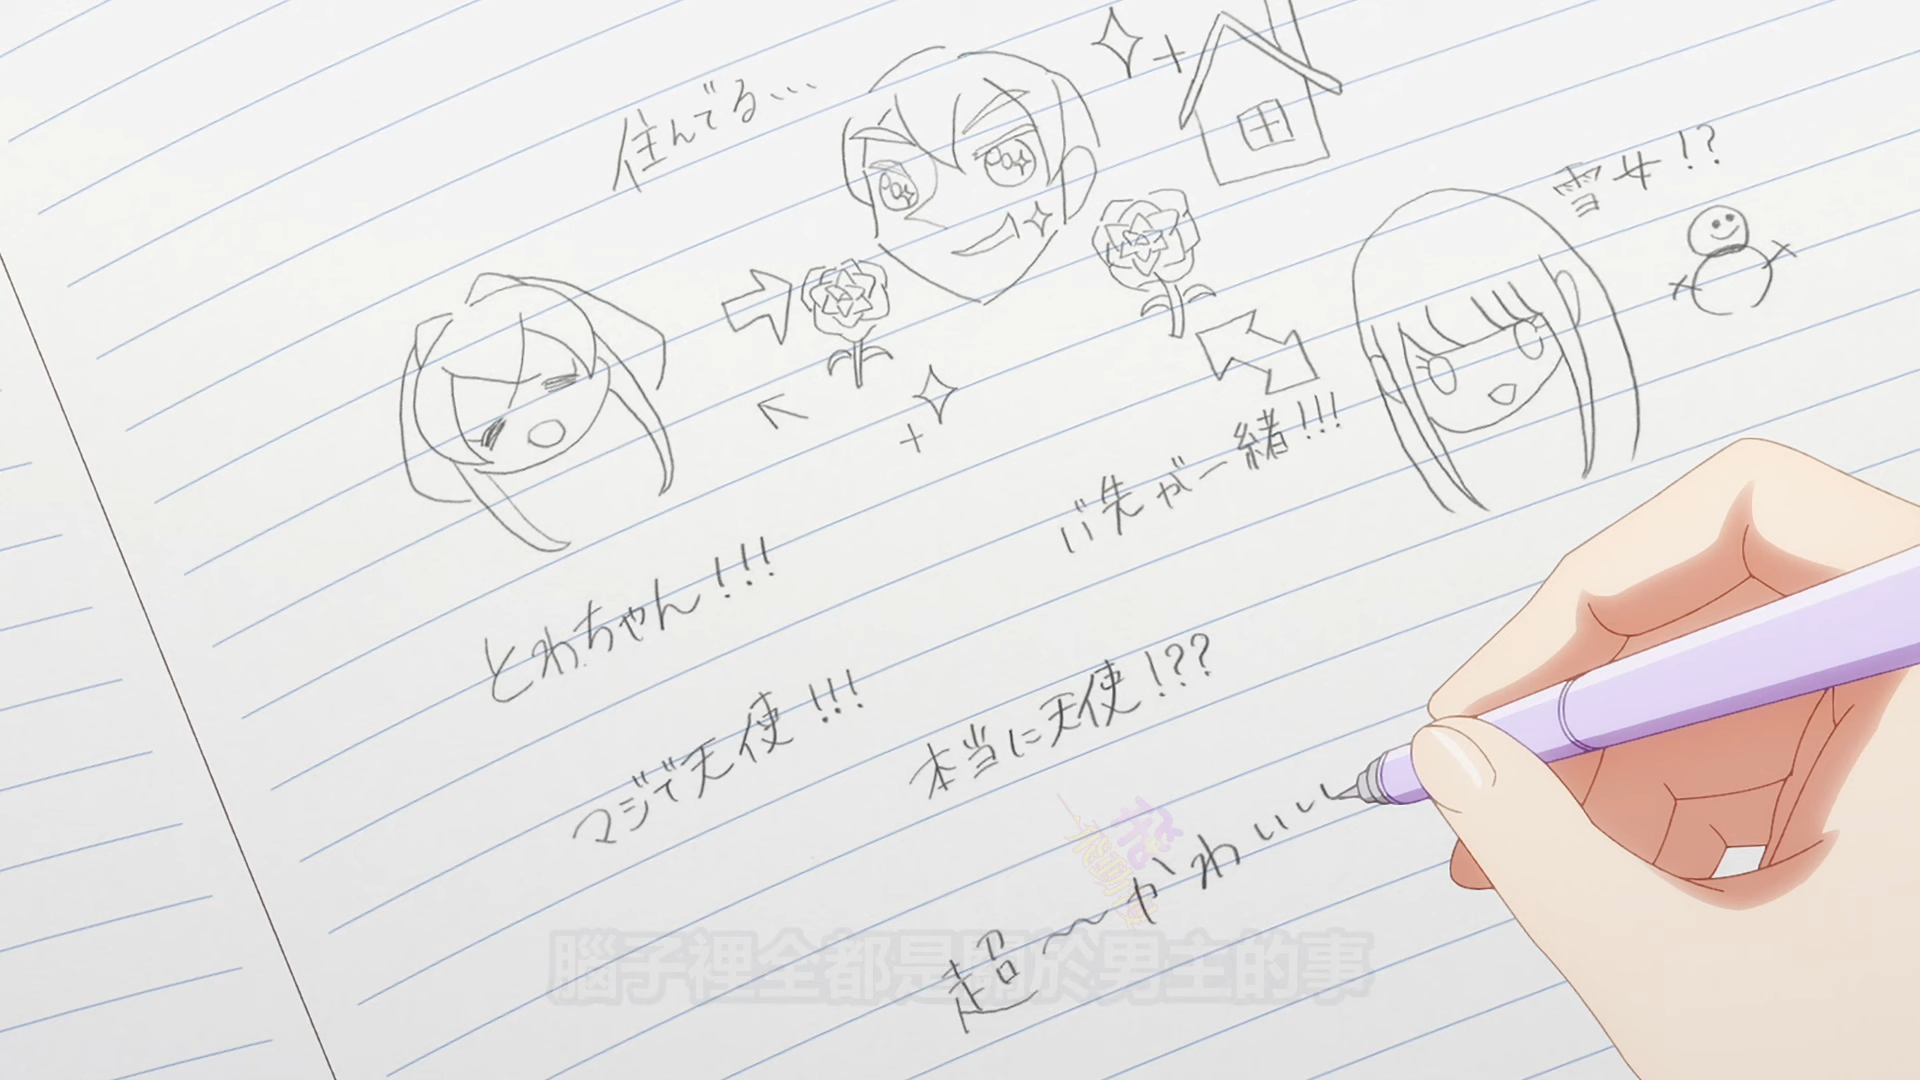 住んでる...
雪女!?
バ先が一緒!!!
とわちゃん!!!
マジで天使!!!
本当に天使!??
超〜かわいいい
腦子裡全都是關於男主的事